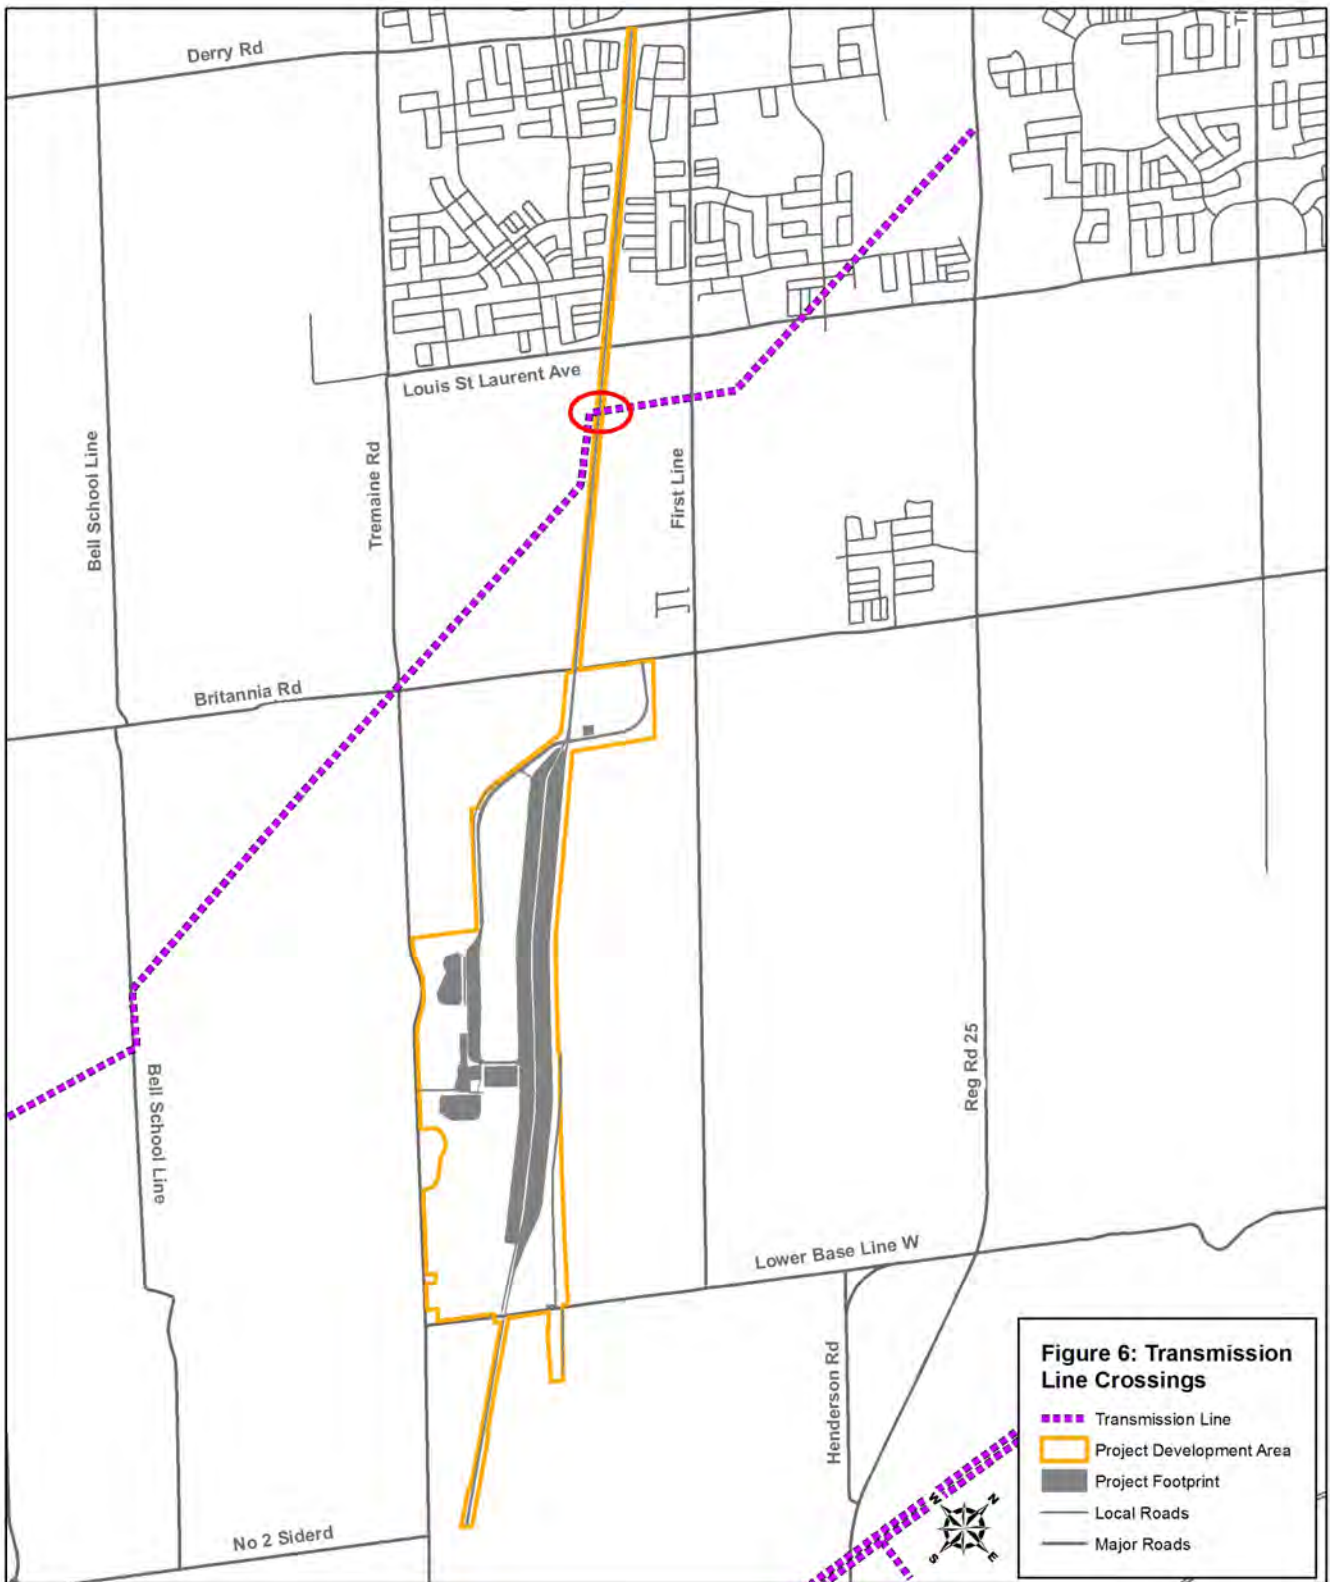 Derry Rd
Louis St Laurent Ave
Bell School Line
Tremaine Rd
First Line
Britannia Rd
Bell School Line
Reg Rd 25
Lower Base Line W
Henderson Rd
No 2 Siderd
Figure 6: Transmission
Line Crossings
Transmission Line
Project Development Area
Project Footprint
Local Roads
Major Roads
W
N
S
E